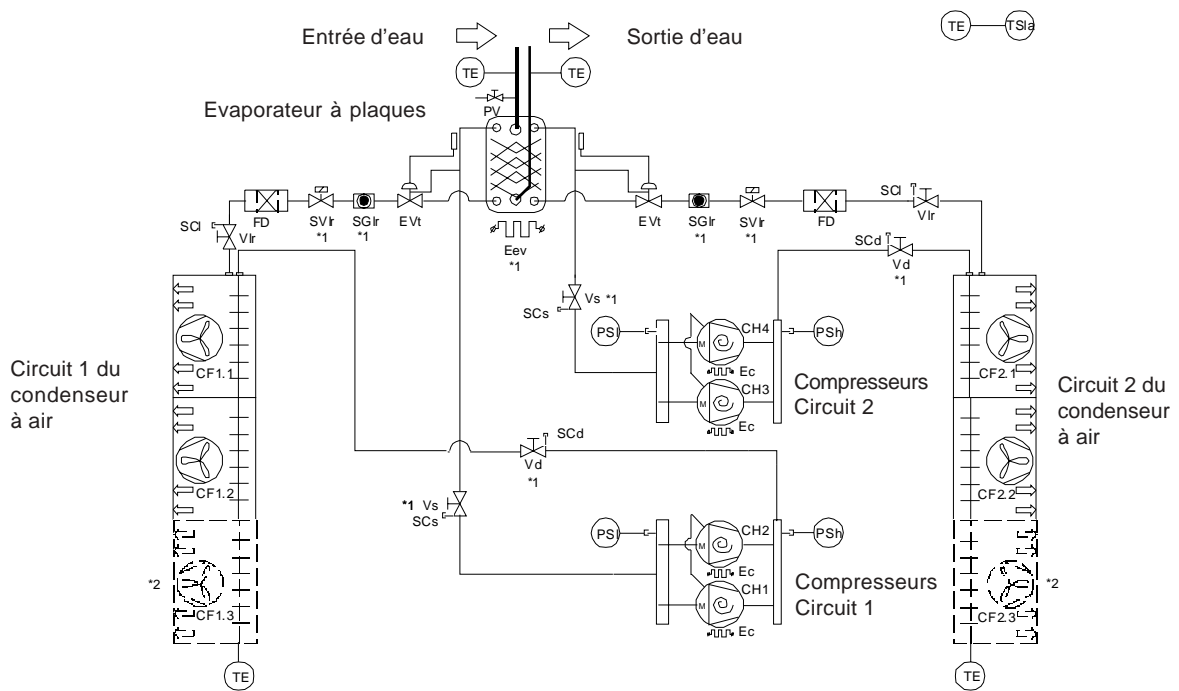 Entrée d'eau
Sortie d'eau
TE
TSla
TE
TE
PV
Evaporateur à plaques
SCl
Vlr
FD
SVlr
*1
SGlr
*1
EVt
Eev
*1
EVt
SGlr
*1
SVlr
*1
FD
SCl
Vlr
SCd
Vd
*1
Vs *1
SCs
PSl
CH4
PSh
M
Ec
CH3
M
Ec
Compresseurs
Circuit 2
Circuit 1 du
condenseur
à air
CF1.1
CF1.2
*2
CF1.3
TE
CF2.1
CF2.2
*2
CF2.3
TE
Circuit 2 du
condenseur
à air
SCd
Vd
*1
*1 Vs
SCs
PSl
CH2
PSh
M
Ec
CH1
M
Ec
Compresseurs
Circuit 1